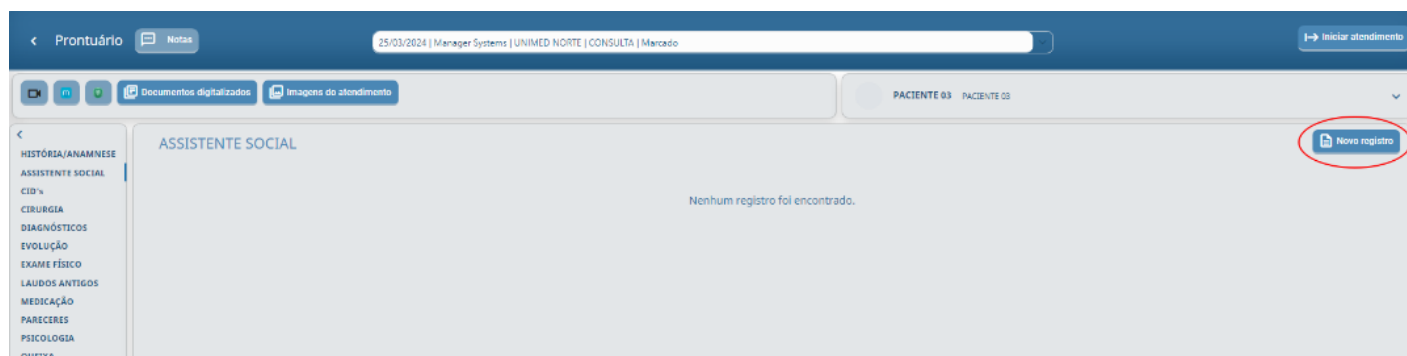 Prontuário
Notas
25/03/2024 | Manager Systems | UNIMED NORTE | CONSULTA | Marcado
Iniciar atendimento
Documentos digitalizados
Imagens do atendimento
PACIENTE 03 PACIENTE 03
HISTÓRIA/ANAMNESE
ASSISTENTE SOCIAL
CID's
CIRURGIA
DIAGNÓSTICOS
EVOLUÇÃO
EXAME FÍSICO
LAUDOS ANTIGOS
MEDICAÇÃO
PARECERES
PSICOLOGIA
ASSISTENTE SOCIAL
Novo registro
Nenhum registro foi encontrado.